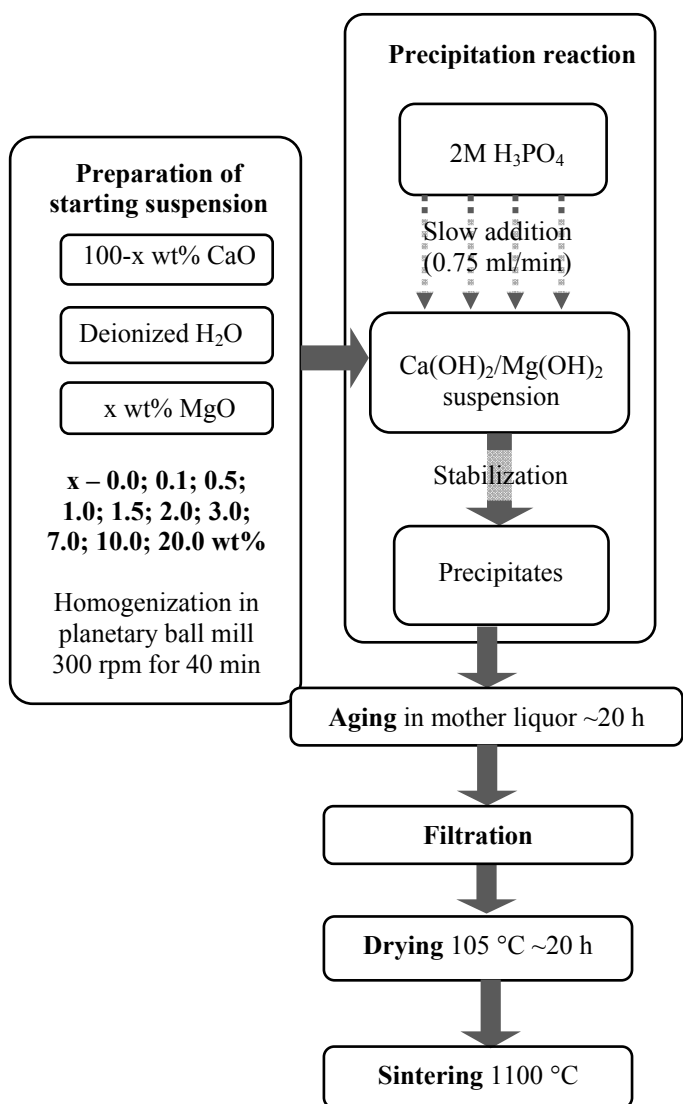 Preparation of
starting suspension
100-x wt% CaO
Deionized H₂O
x wt% MgO
x – 0.0; 0.1; 0.5;
1.0; 1.5; 2.0; 3.0;
7.0; 10.0; 20.0 wt%
Homogenization in
planetary ball mill
300 rpm for 40 min
Precipitation reaction
2M H₃PO₄
Slow addition
(0.75 ml/min)
Ca(OH)₂/Mg(OH)₂
suspension
Stabilization
Precipitates
Aging in mother liquor ~20 h
Filtration
Drying 105 °C ~20 h
Sintering 1100 °C